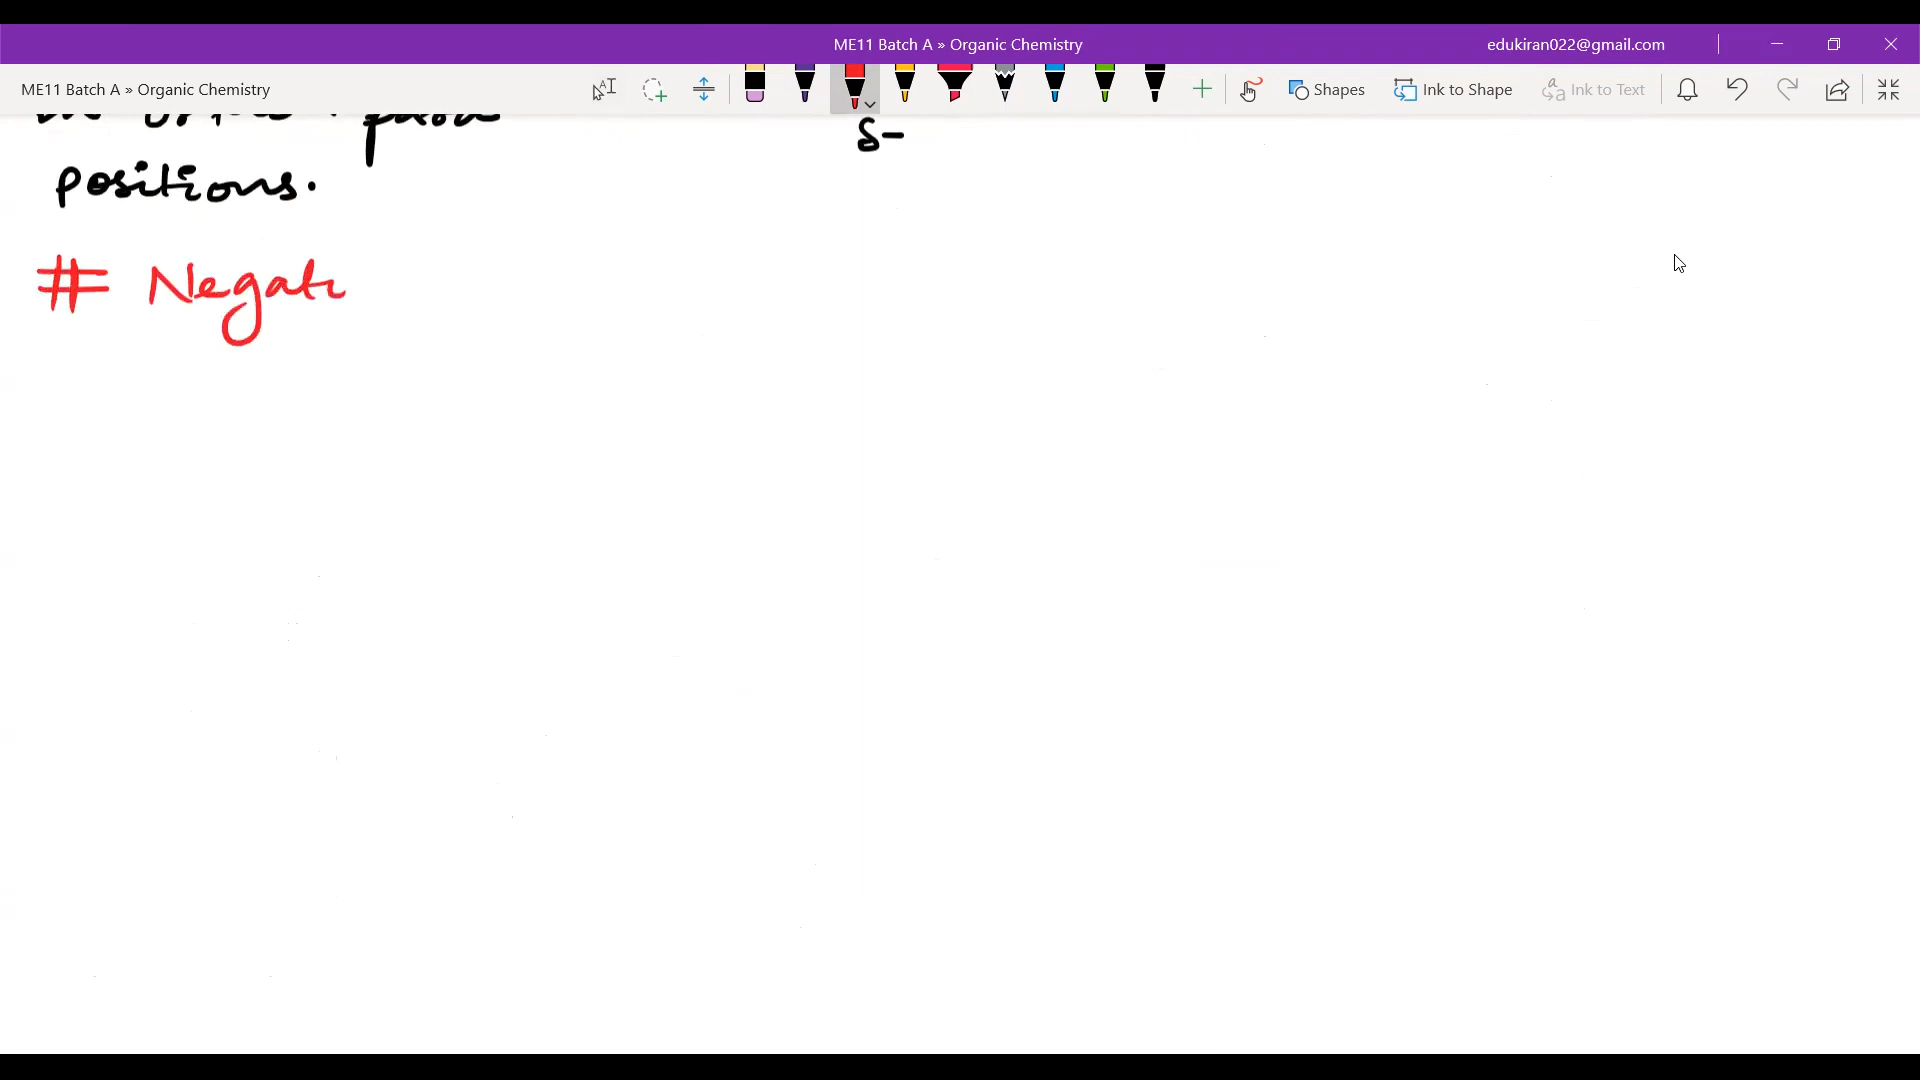 ME11 Batch A » Organic Chemistry
edukiran022@gmail.com
ME11 Batch A » Organic Chemistry
Shapes
Ink to Shape
Ink to Text
δ-
positions.
# Negati